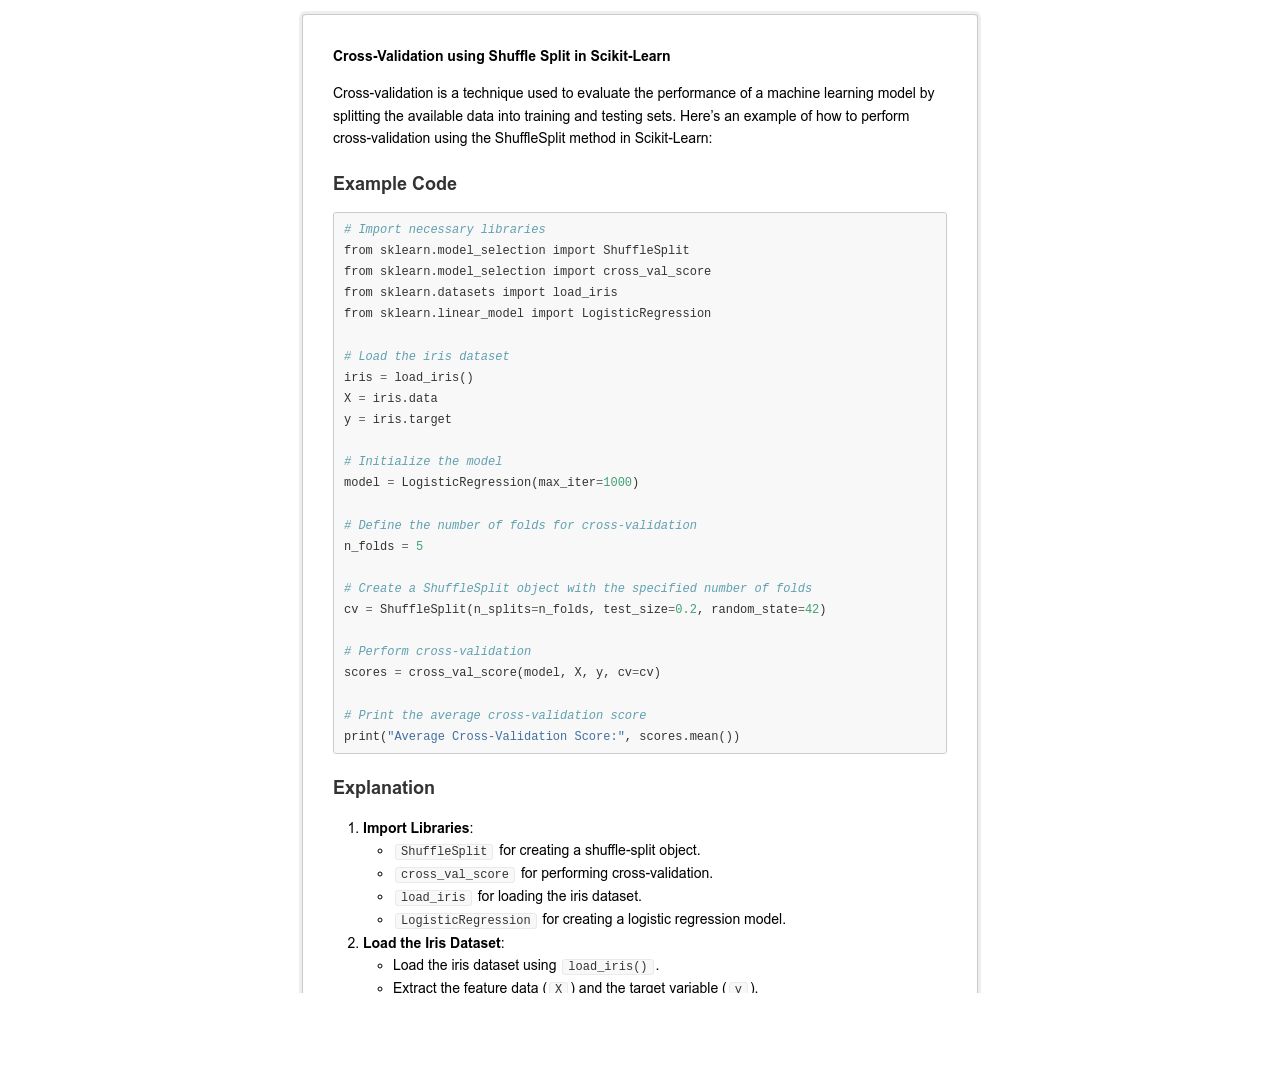 Cross-Validation using Shuffle Split in Scikit-Learn
Cross-validation is a technique used to evaluate the performance of a machine learning model by
splitting the available data into training and testing sets. Here’s an example of how to perform
cross-validation using the ShuffleSplit method in Scikit-Learn:
Example Code
# Import necessary libraries
from sklearn.model_selection import ShuffleSplit
from sklearn.model_selection import cross_val_score
from sklearn.datasets import load_iris
from sklearn.linear_model import LogisticRegression
# Load the iris dataset
iris = load_iris()
X = iris.data
y = iris.target
# Initialize the model
model = LogisticRegression(max_iter=1000)
# Define the number of folds for cross-validation
n_folds = 5
# Create a ShuffleSplit object with the specified number of folds
cv = ShuffleSplit(n_splits=n_folds, test_size=0.2, random_state=42)
# Perform cross-validation
scores = cross_val_score(model, X, y, cv=cv)
# Print the average cross-validation score
print("Average Cross-Validation Score:", scores.mean())
Explanation
1. Import Libraries:
◦ ShuffleSplit for creating a shuffle-split object.
◦ cross_val_score for performing cross-validation.
◦ load_iris for loading the iris dataset.
◦ LogisticRegression for creating a logistic regression model.
2. Load the Iris Dataset:
◦ Load the iris dataset using load_iris().
◦ Extract the feature data (X) and the target variable (y).